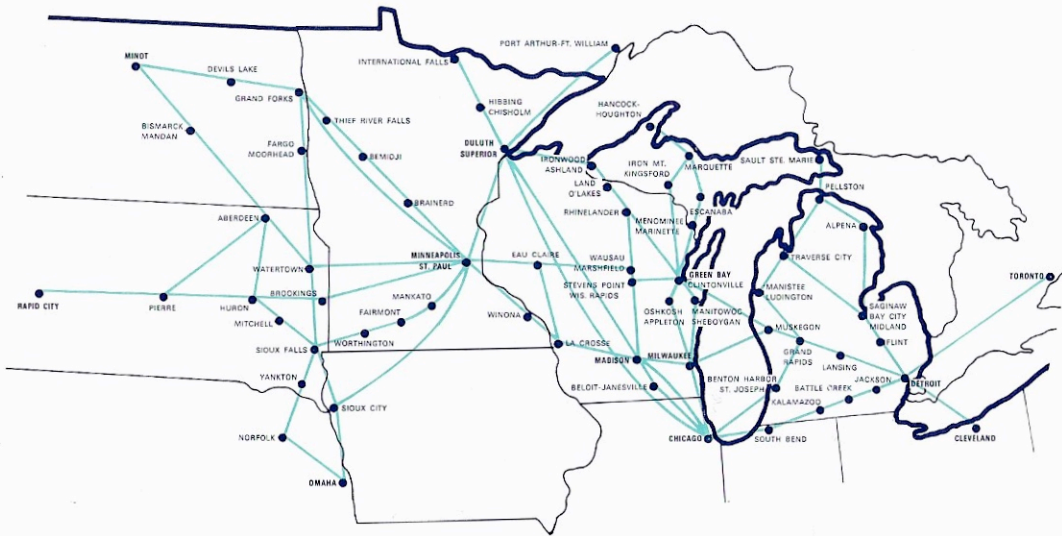 PORT ARTHUR-FT. WILLIAM
MINOT
DEVILS LAKE
INTERNATIONAL FALLS
GRAND FORKS
HIBBING
CHISHOLM
HANCOCK-
HOUGHTON
BISMARCK
MANDAN
THIEF RIVER FALLS
FARGO
MOORHEAD
BEMIDJI
DULUTH
SUPERIOR
IRONWOOD
ASHLAND
IRON MT.
KINGSFORD
MARQUETTE
SAULT STE. MARIE
LAND
O'LAKES
PELLSTON
BRAINERD
RHINELANDER
ESCANABA
ABERDEEN
MENOMINEE
MARINETTE
ALPENA
MINNEAPOLIS
ST. PAUL
EAU CLAIRE
WAUSAU
MARSHFIELD
TRAVERSE CITY
WATERTOWN
GREEN BAY
CLINTONVILLE
TORONTO
STEVENS POINT
WIS. RAPIDS
MANISTEE
LUDINGTON
RAPID CITY
PIERRE
HURON
BROOKINGS
MANKATO
SAGINAW
BAY CITY
MIDLAND
FAIRMONT
WINONA
OSHKOSH
APPLETON
MANITOWOC
SHEBOYGAN
MITCHELL
MUSKEGON
WORTHINGTON
LA CROSSE
FLINT
SIOUX FALLS
MADISON
MILWAUKEE
GRAND
RAPIDS
LANSING
YANKTON
BELOIT-JANESVILLE
BENTON HARBOR
ST. JOSEPH
BATTLE CREEK
JACKSON
DETROIT
SIOUX CITY
KALAMAZOO
NORFOLK
CHICAGO
SOUTH BEND
CLEVELAND
OMAHA